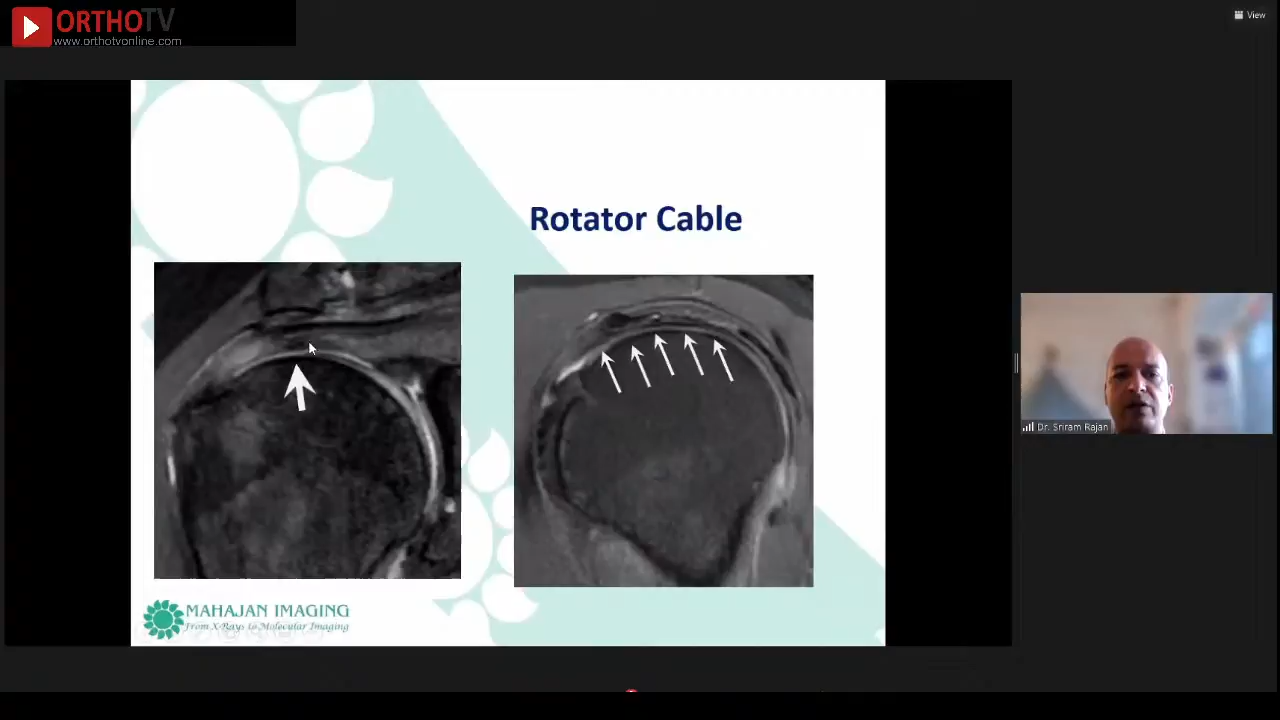 ORTHOTV
www.orthotvonline.com
View
Rotator Cable
Dr. Sriram Rajan
MAHAJAN IMAGING
From X-Rays to Molecular Imaging